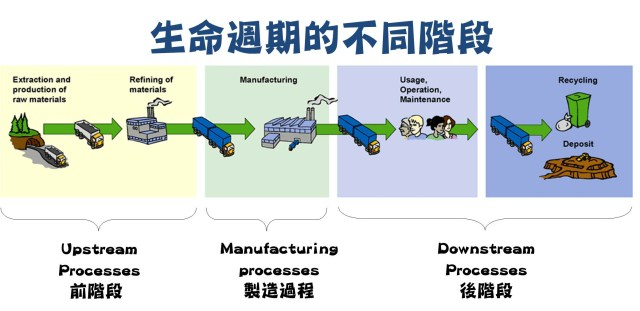 生命週期的不同階段
Extraction and
production of
raw materials
Refining of
materials
Manufacturing
Usage,
Operation,
Maintenance
Recycling
Deposit
Upstream
Processes
前階段
Manufacturing
processes
製造過程
Downstream
Processes
後階段